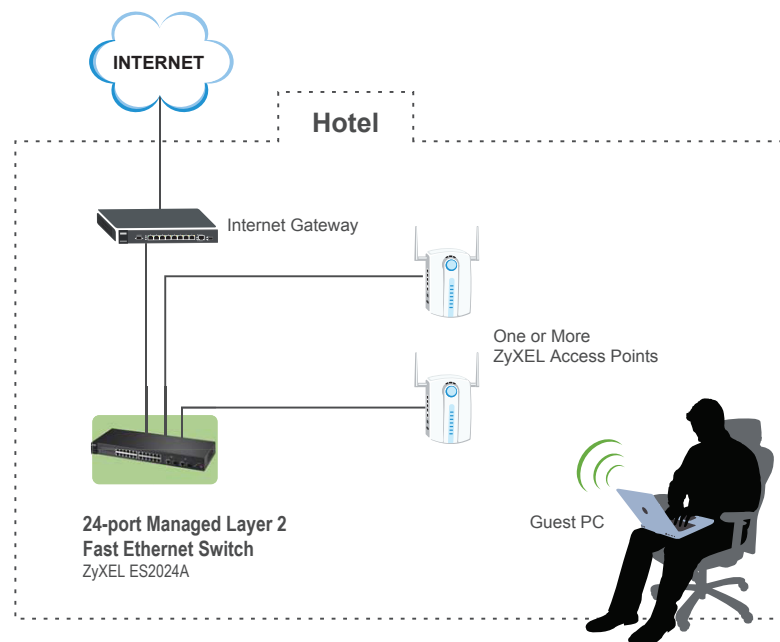 INTERNET
Hotel
Internet Gateway
One or More
ZyXEL Access Points
24-port Managed Layer 2
Fast Ethernet Switch
ZyXEL ES2024A
Guest PC